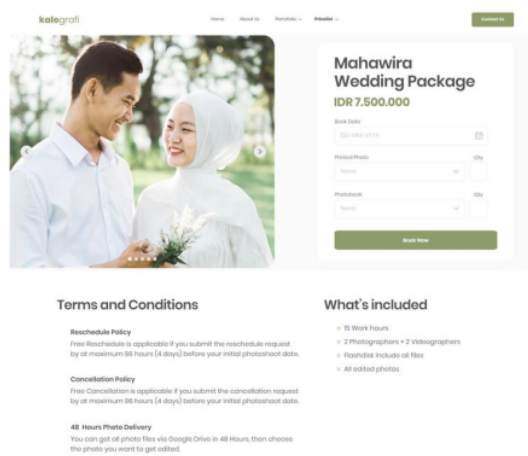 kalografi
Home About Us Portofolio Pricelist
Contact Us
Mahawira
Wedding Package
IDR 7.500.000
Book Date
DD-MM-YYYY
Printed Photo Qty
None
Photobook Qty
None
Book Now
Terms and Conditions
Reschedule Policy
Free Reschedule is applicable if you submit the reschedule request
by at maximum 96 hours (4 days) before your initial photoshoot date.
Cancellation Policy
Free Cancellation is applicable if you submit the cancellation request
by at maximum 96 hours (4 days) before your initial photoshoot date.
48 Hours Photo Delivery
You can get all photo files via Google Drive in 48 Hours, then choose
the photo you want to get edited.
What's included
15 Work hours
2 Photographers + 2 Videographers
Flashdisk include all files
All edited photos